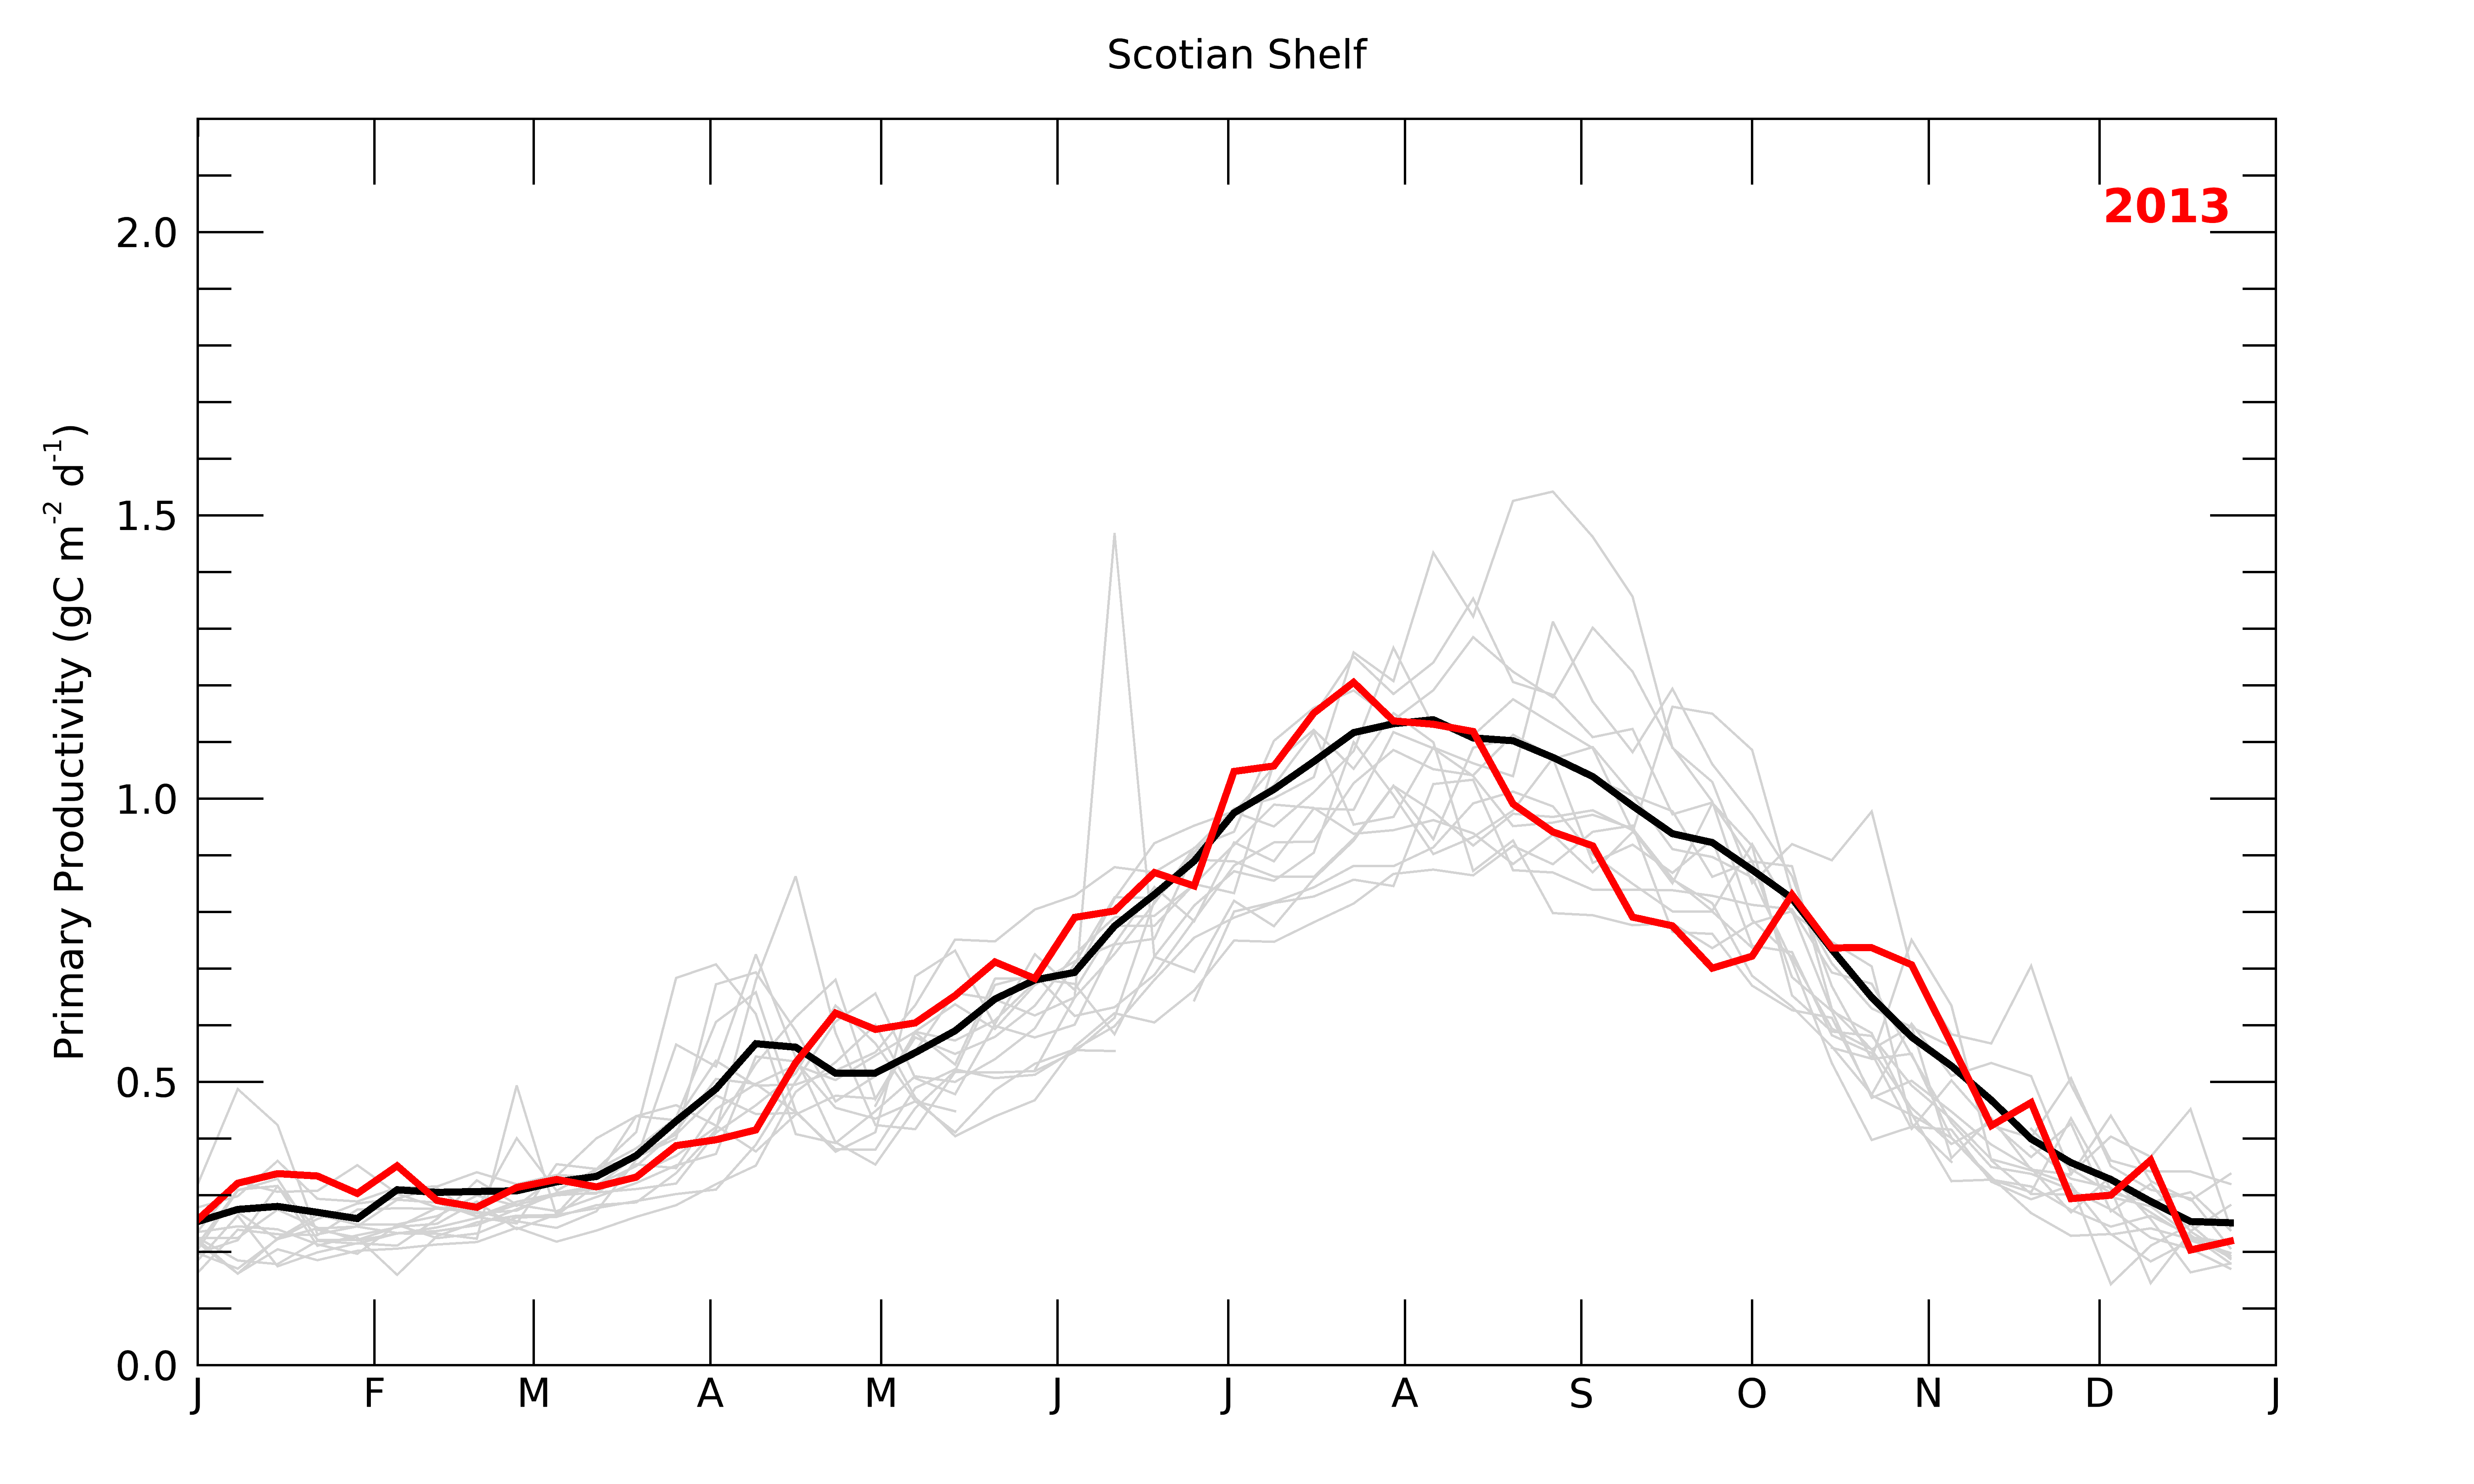 Scotian Shelf
2013
2.0
1.5
1.0
0.5
0.0
Primary Productivity (gC m⁻² d⁻¹)
J F M A M J J A S O N D J